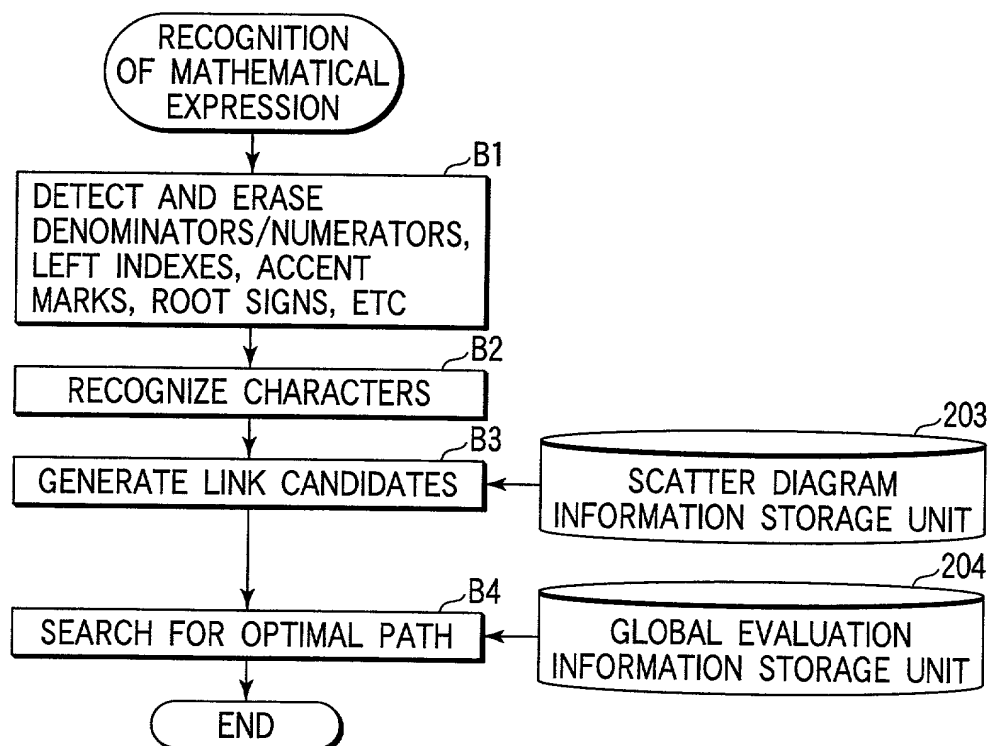 RECOGNITION
OF MATHEMATICAL
EXPRESSION
B1
DETECT AND ERASE
DENOMINATORS/NUMERATORS,
LEFT INDEXES, ACCENT
MARKS, ROOT SIGNS, ETC
B2
RECOGNIZE CHARACTERS
B3
GENERATE LINK CANDIDATES
203
SCATTER DIAGRAM
INFORMATION STORAGE UNIT
B4
SEARCH FOR OPTIMAL PATH
204
GLOBAL EVALUATION
INFORMATION STORAGE UNIT
END